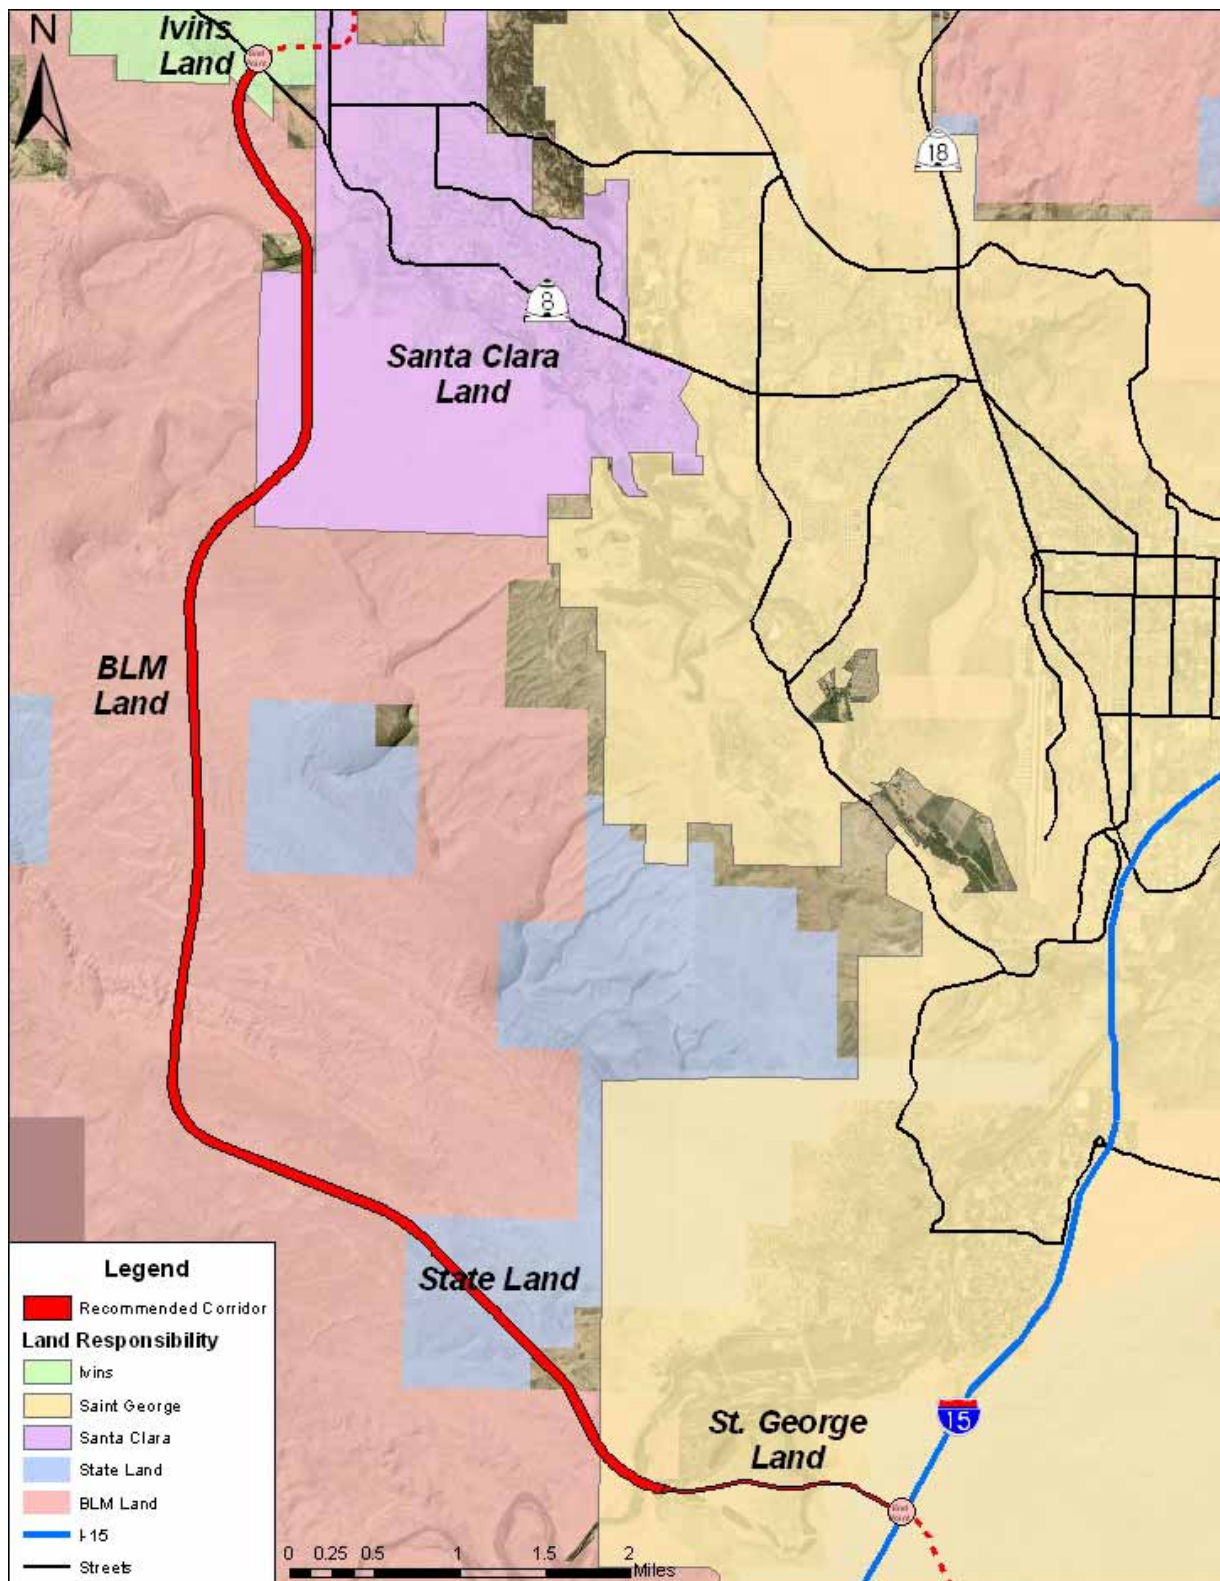 N
Ivins
Land
18
8
Santa Clara
Land
BLM
Land
State Land
St. George
Land
15
Legend
Recommended Corridor
Land Responsibility
Ivins
Saint George
Santa Clara
State Land
BLM Land
I-15
Streets
0 0.25 0.5 1 1.5 2
Miles